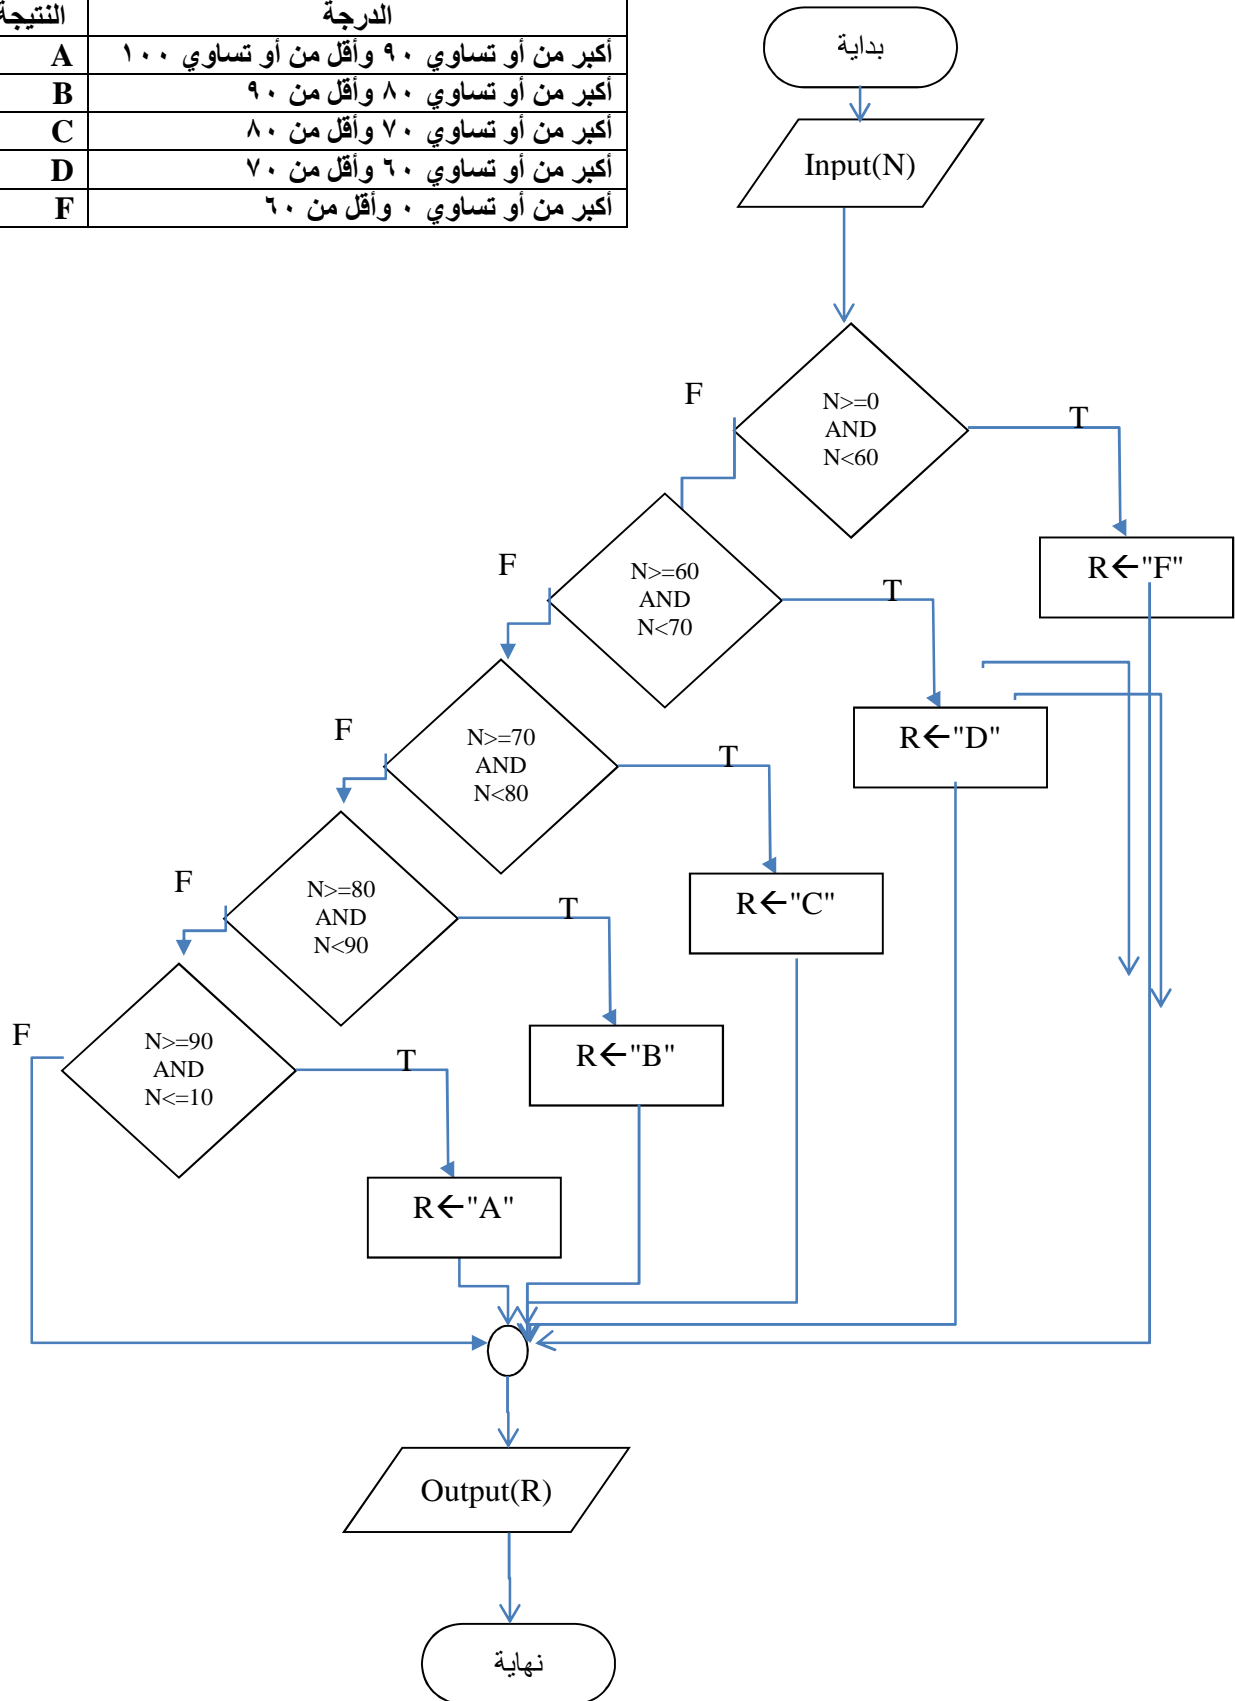 الدرجة النتيجة
أكبر من أو تساوي ٩٠ وأقل من أو تساوي ١٠٠ A
أكبر من أو تساوي ٨٠ وأقل من ٩٠ B
أكبر من أو تساوي ٧٠ وأقل من ٨٠ C
أكبر من أو تساوي ٦٠ وأقل من ٧٠ D
أكبر من أو تساوي ٠ وأقل من ٦٠ F
بداية
Input(N)
N>=0
AND
N<60
F
T
R←"F"
N>=60
AND
N<70
F
T
R←"D"
N>=70
AND
N<80
F
T
R←"C"
N>=80
AND
N<90
F
T
R←"B"
N>=90
AND
N<=10
F
T
R←"A"
Output(R)
نهاية